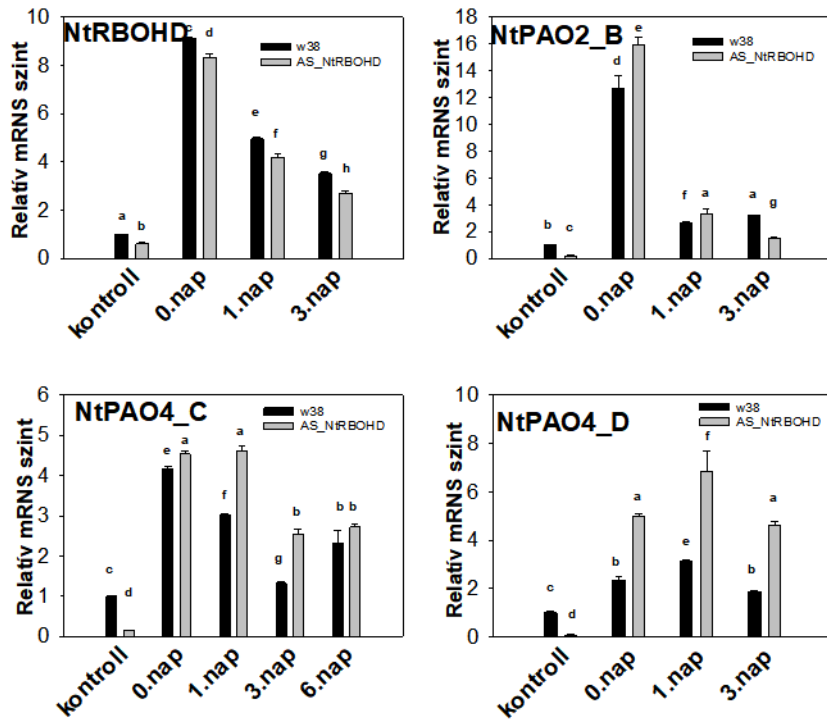 NtRBOHD
Relatív mRNS szint
10
8
6
4
2
0
w38
AS_NtRBOHD
a b c d e f g h
kontroll 0.nap 1.nap 3.nap
NtPAO2_B
Relatív mRNS szint
18
16
14
12
10
8
6
4
2
0
w38
AS_NtRBOHD
b c d e f a a g
kontroll 0.nap 1.nap 3.nap
NtPAO4_C
Relatív mRNS szint
6
5
4
3
2
1
0
w38
AS_NtRBOHD
c d e a f a g b b b
kontroll 0.nap 1.nap 3.nap 6.nap
NtPAO4_D
Relatív mRNS szint
10
8
6
4
2
0
w38
AS_NtRBOHD
c d b a e f b a
kontroll 0.nap 1.nap 3.nap